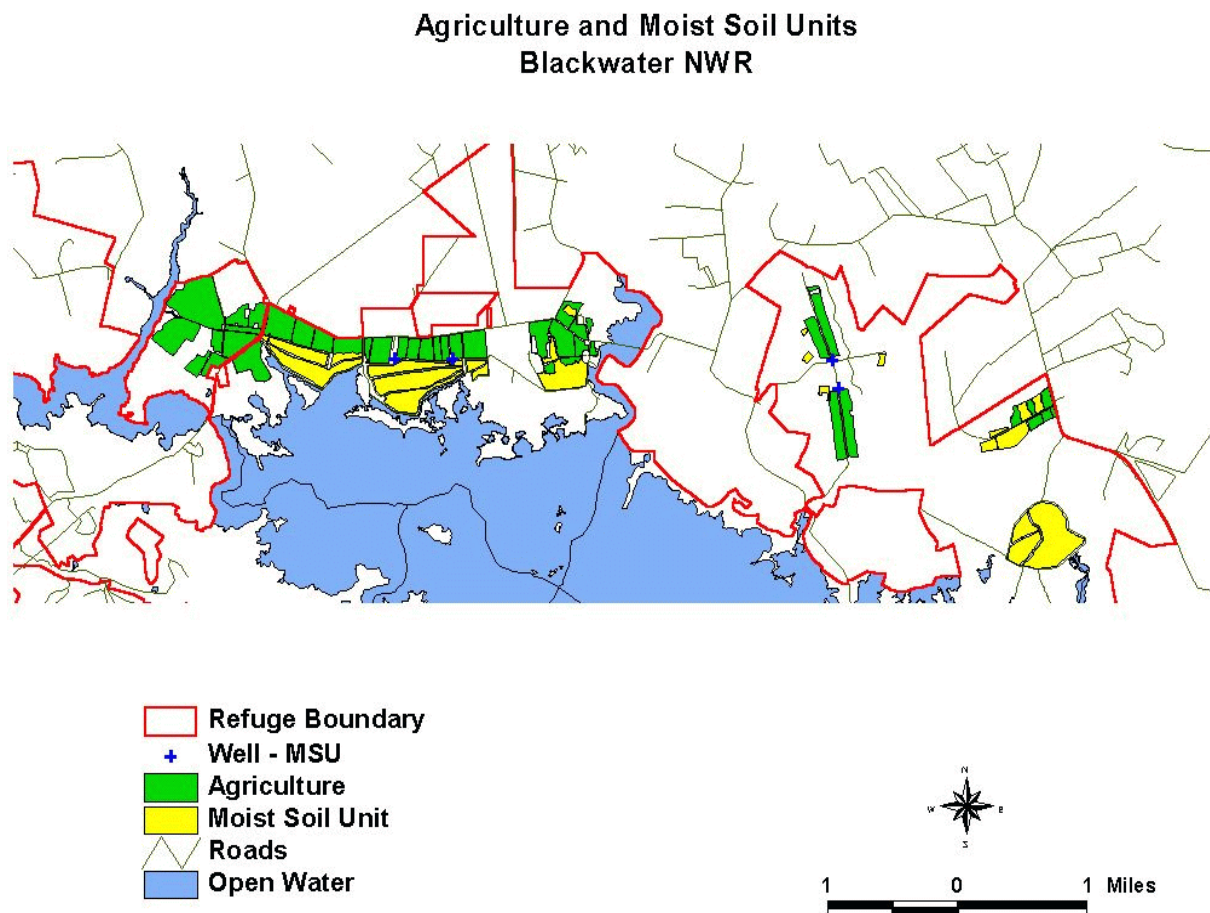 Agriculture and Moist Soil Units
Blackwater NWR
Refuge Boundary
Well - MSU
Agriculture
Moist Soil Unit
Roads
Open Water
N
W E
S
1 0 1 Miles